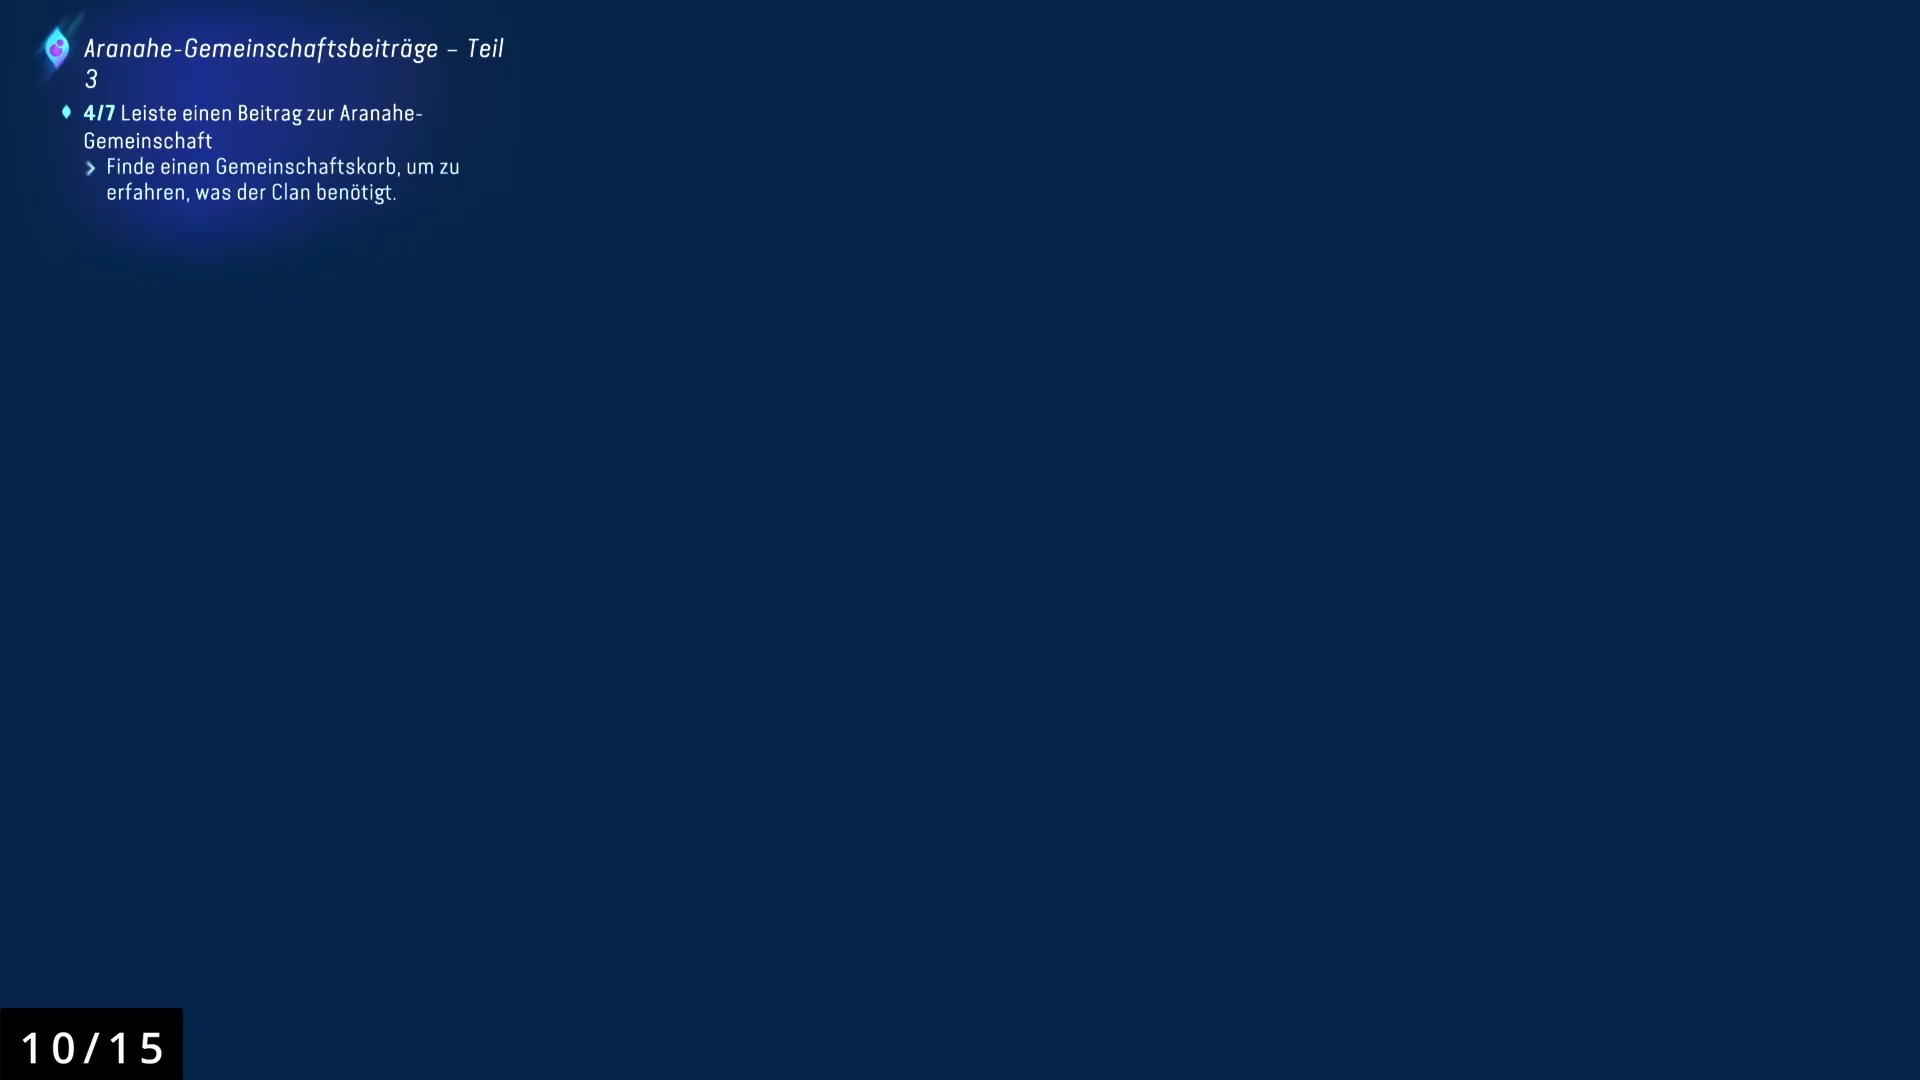 Aranahe-Gemeinschaftsbeiträge – Teil
3
4/7 Leiste einen Beitrag zur Aranahe-
Gemeinschaft
Finde einen Gemeinschaftskorb, um zu
erfahren, was der Clan benötigt.
10/15